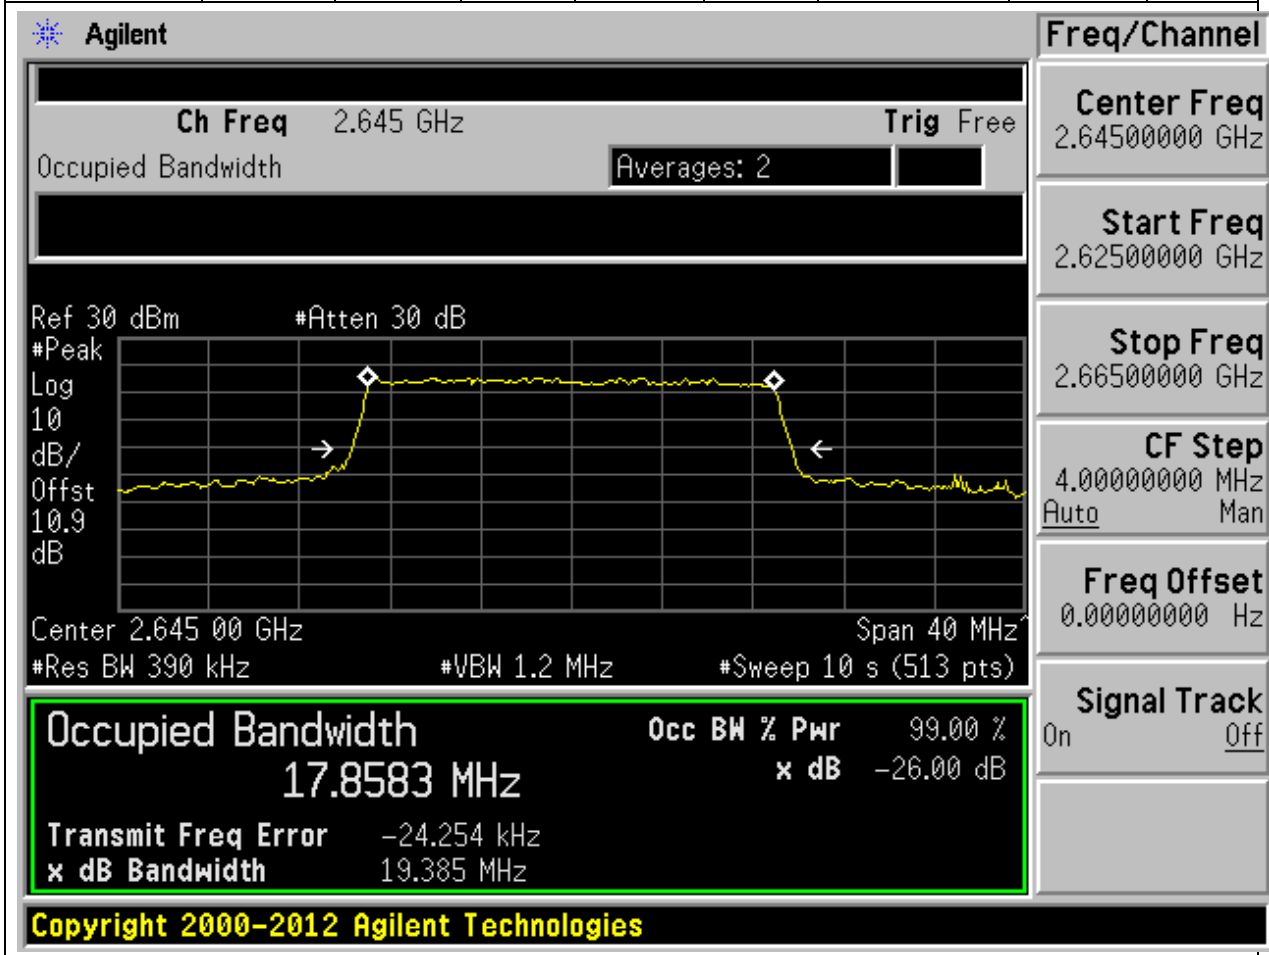 Agilent
Freq/Channel
Ch Freq 2.645 GHz Trig Free
Occupied Bandwidth Averages: 2
Center Freq
2.64500000 GHz
Start Freq
2.62500000 GHz
Stop Freq
2.66500000 GHz
CF Step
4.00000000 MHz
Auto Man
Freq Offset
0.00000000 Hz
Signal Track
On Off
Ref 30 dBm #Atten 30 dB
#Peak
Log
10
dB/
Offst
10.9
dB
Center 2.645 00 GHz Span 40 MHz^
#Res BW 390 kHz #VBW 1.2 MHz #Sweep 10 s (513 pts)
Occupied Bandwidth Occ BW % Pwr 99.00 %
17.8583 MHz x dB -26.00 dB
Transmit Freq Error -24.254 kHz
x dB Bandwidth 19.385 MHz
Copyright 2000-2012 Agilent Technologies